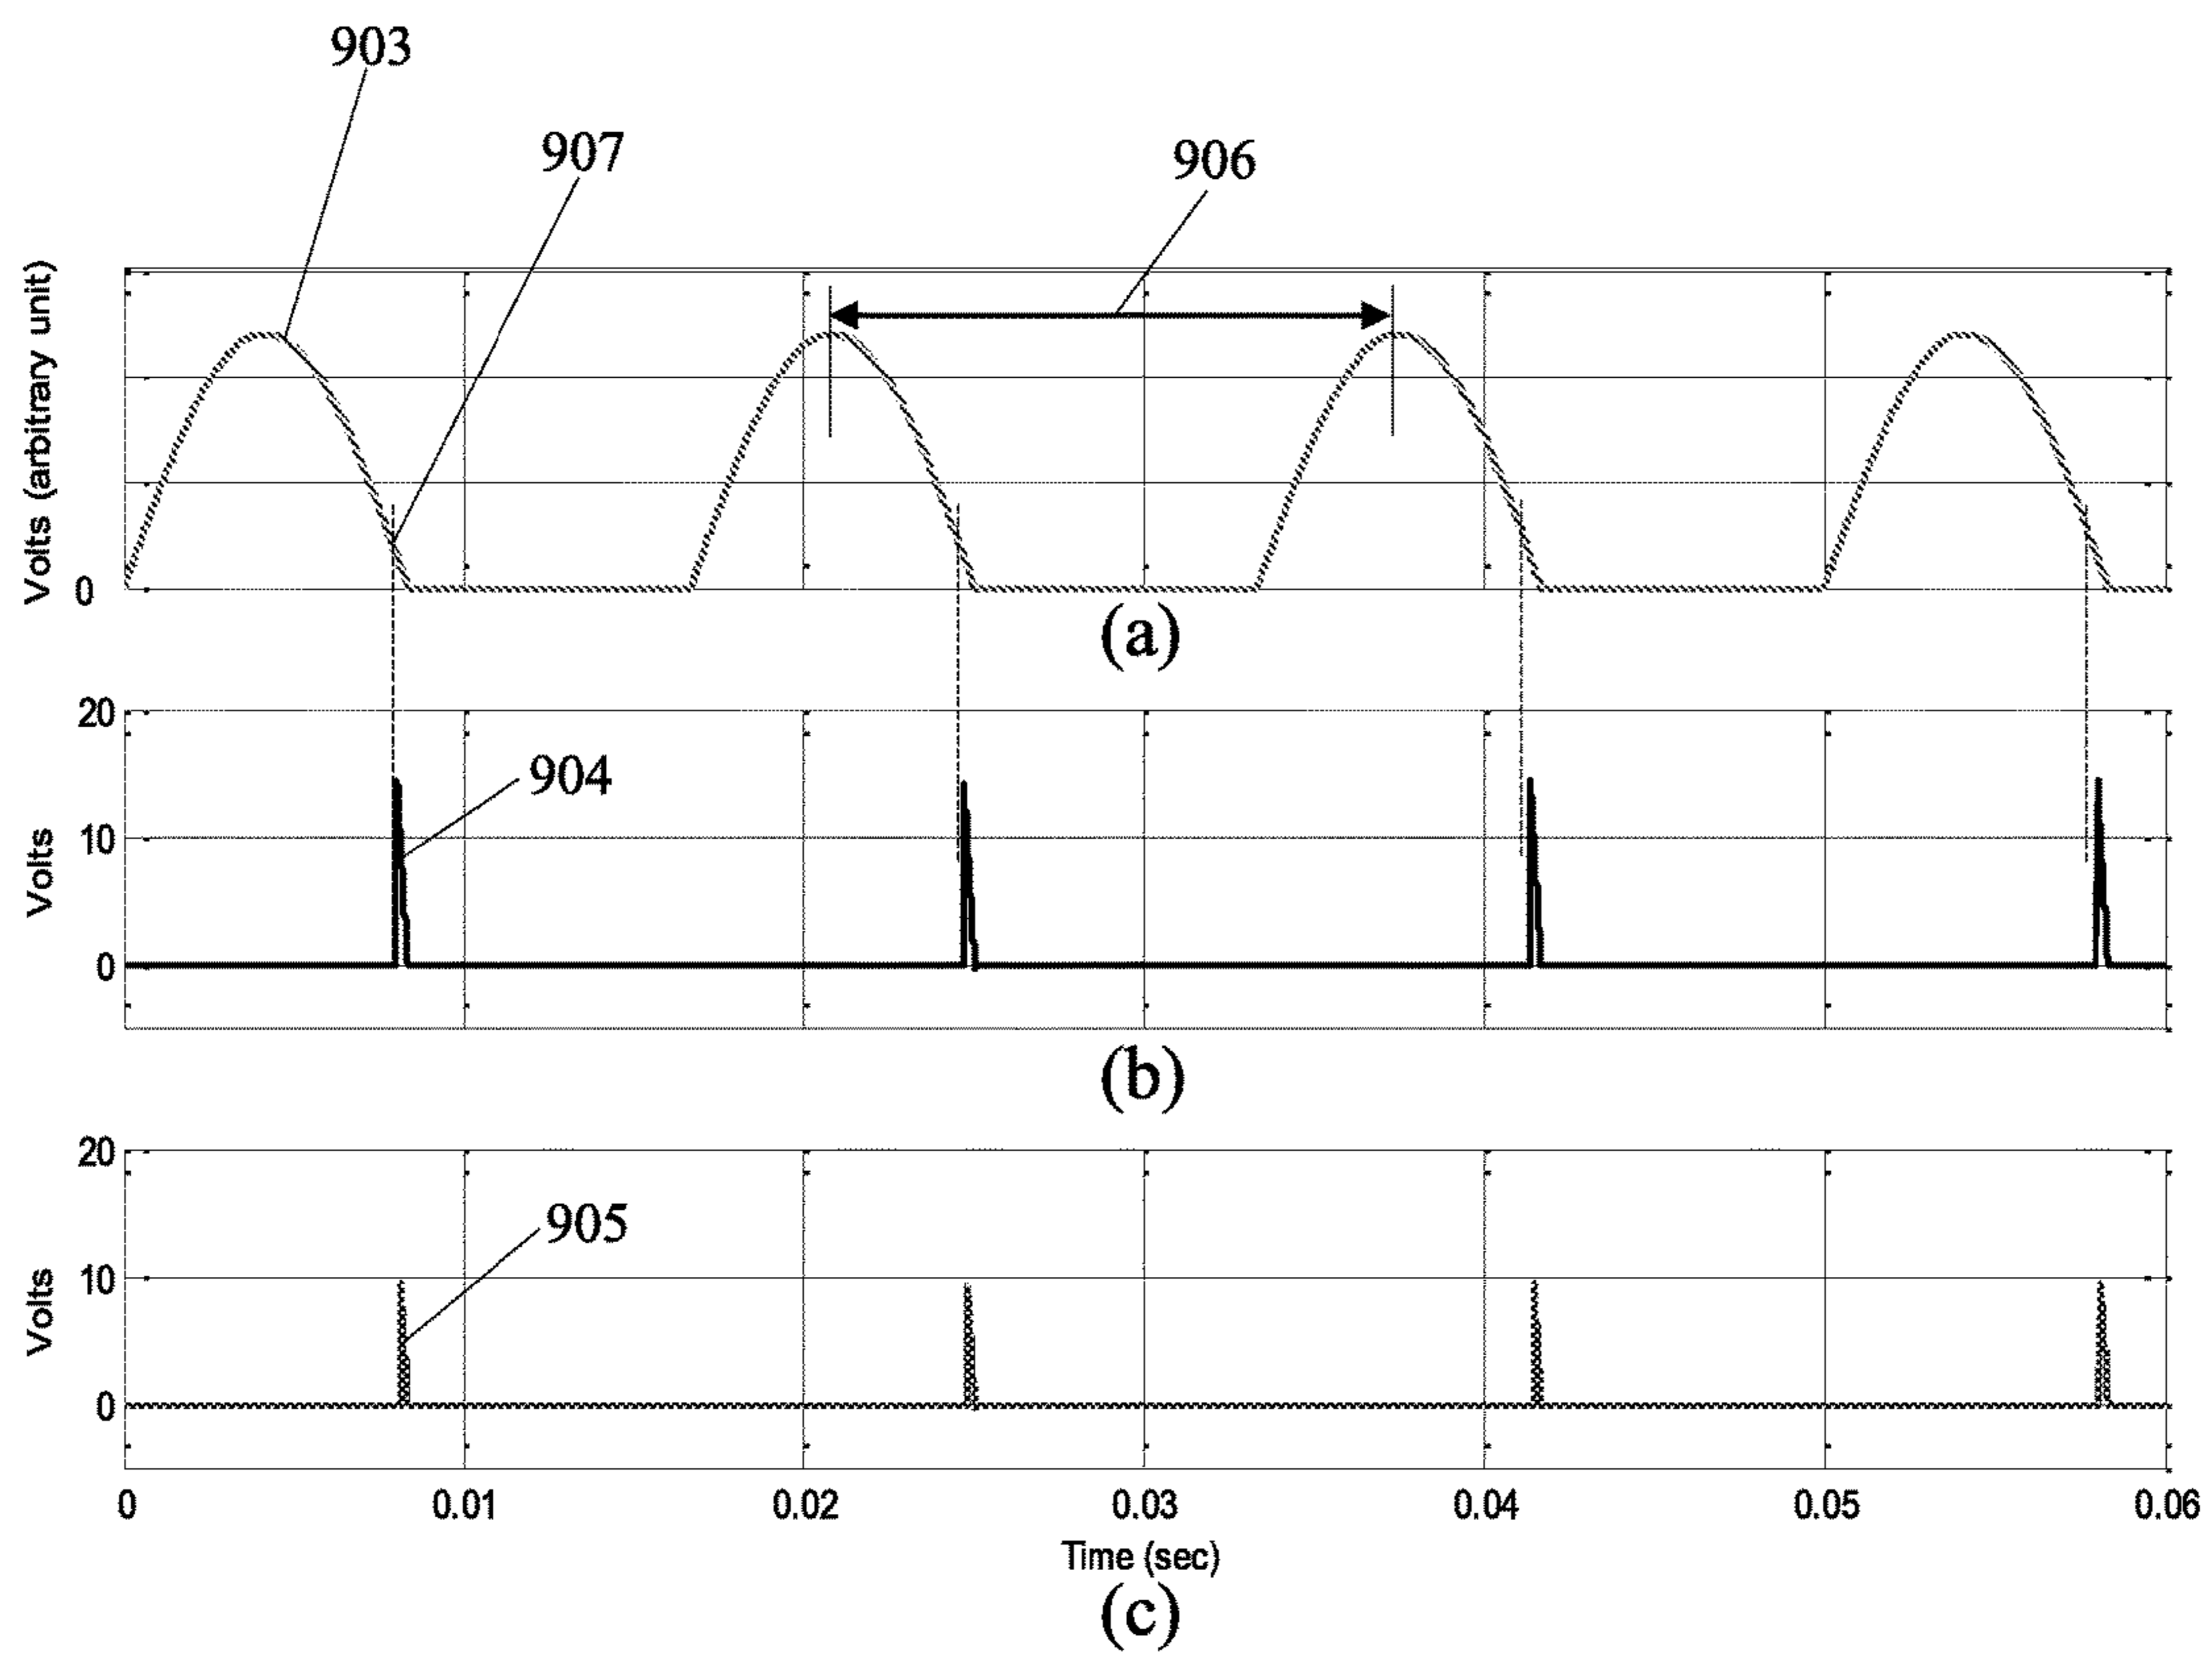 903
907
906
Volts (arbitrary unit)
0
(a)
20
10
0
Volts
904
(b)
20
10
0
Volts
905
0 0.01 0.02 0.03 0.04 0.05 0.06
Time (sec)
(c)